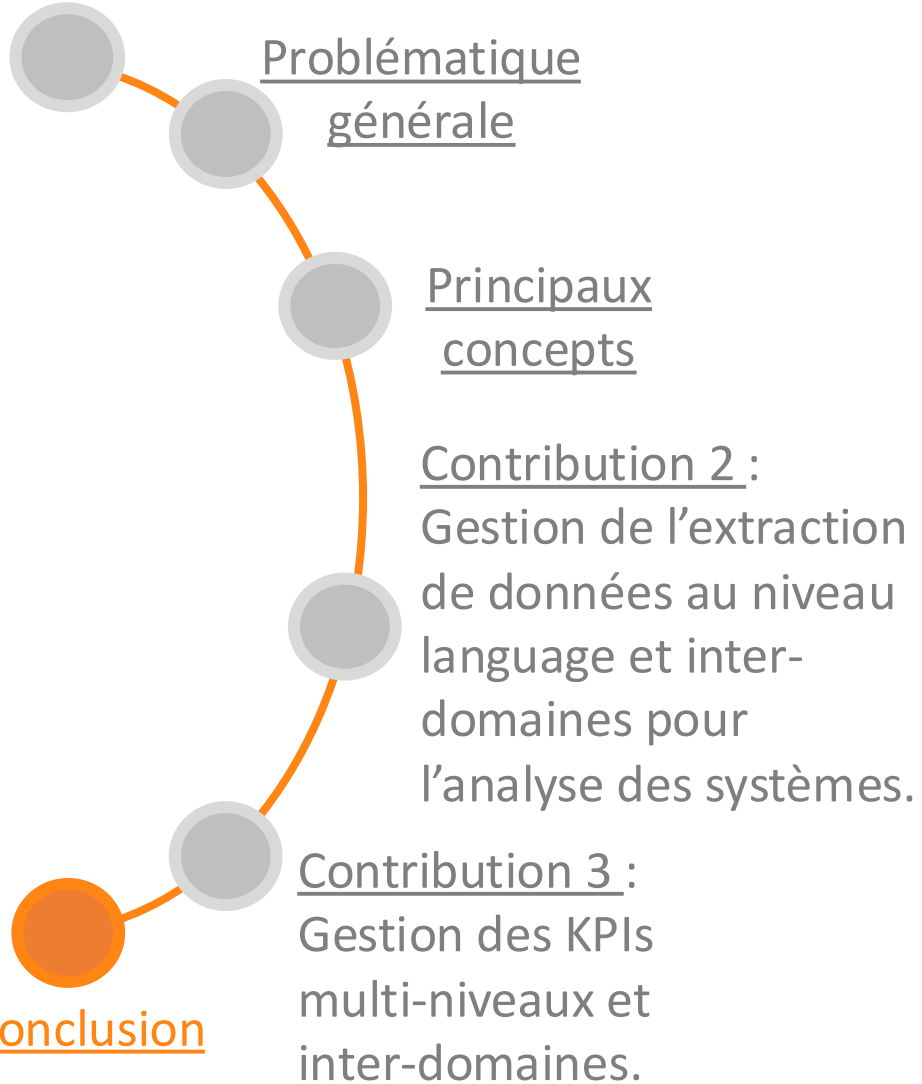 Problématique
générale
Principaux
concepts
Contribution 2 :
Gestion de l’extraction
de données au niveau
language et inter-
domaines pour
l’analyse des systèmes.
Contribution 3 :
Gestion des KPIs
multi-niveaux et
inter-domaines.
onclusion